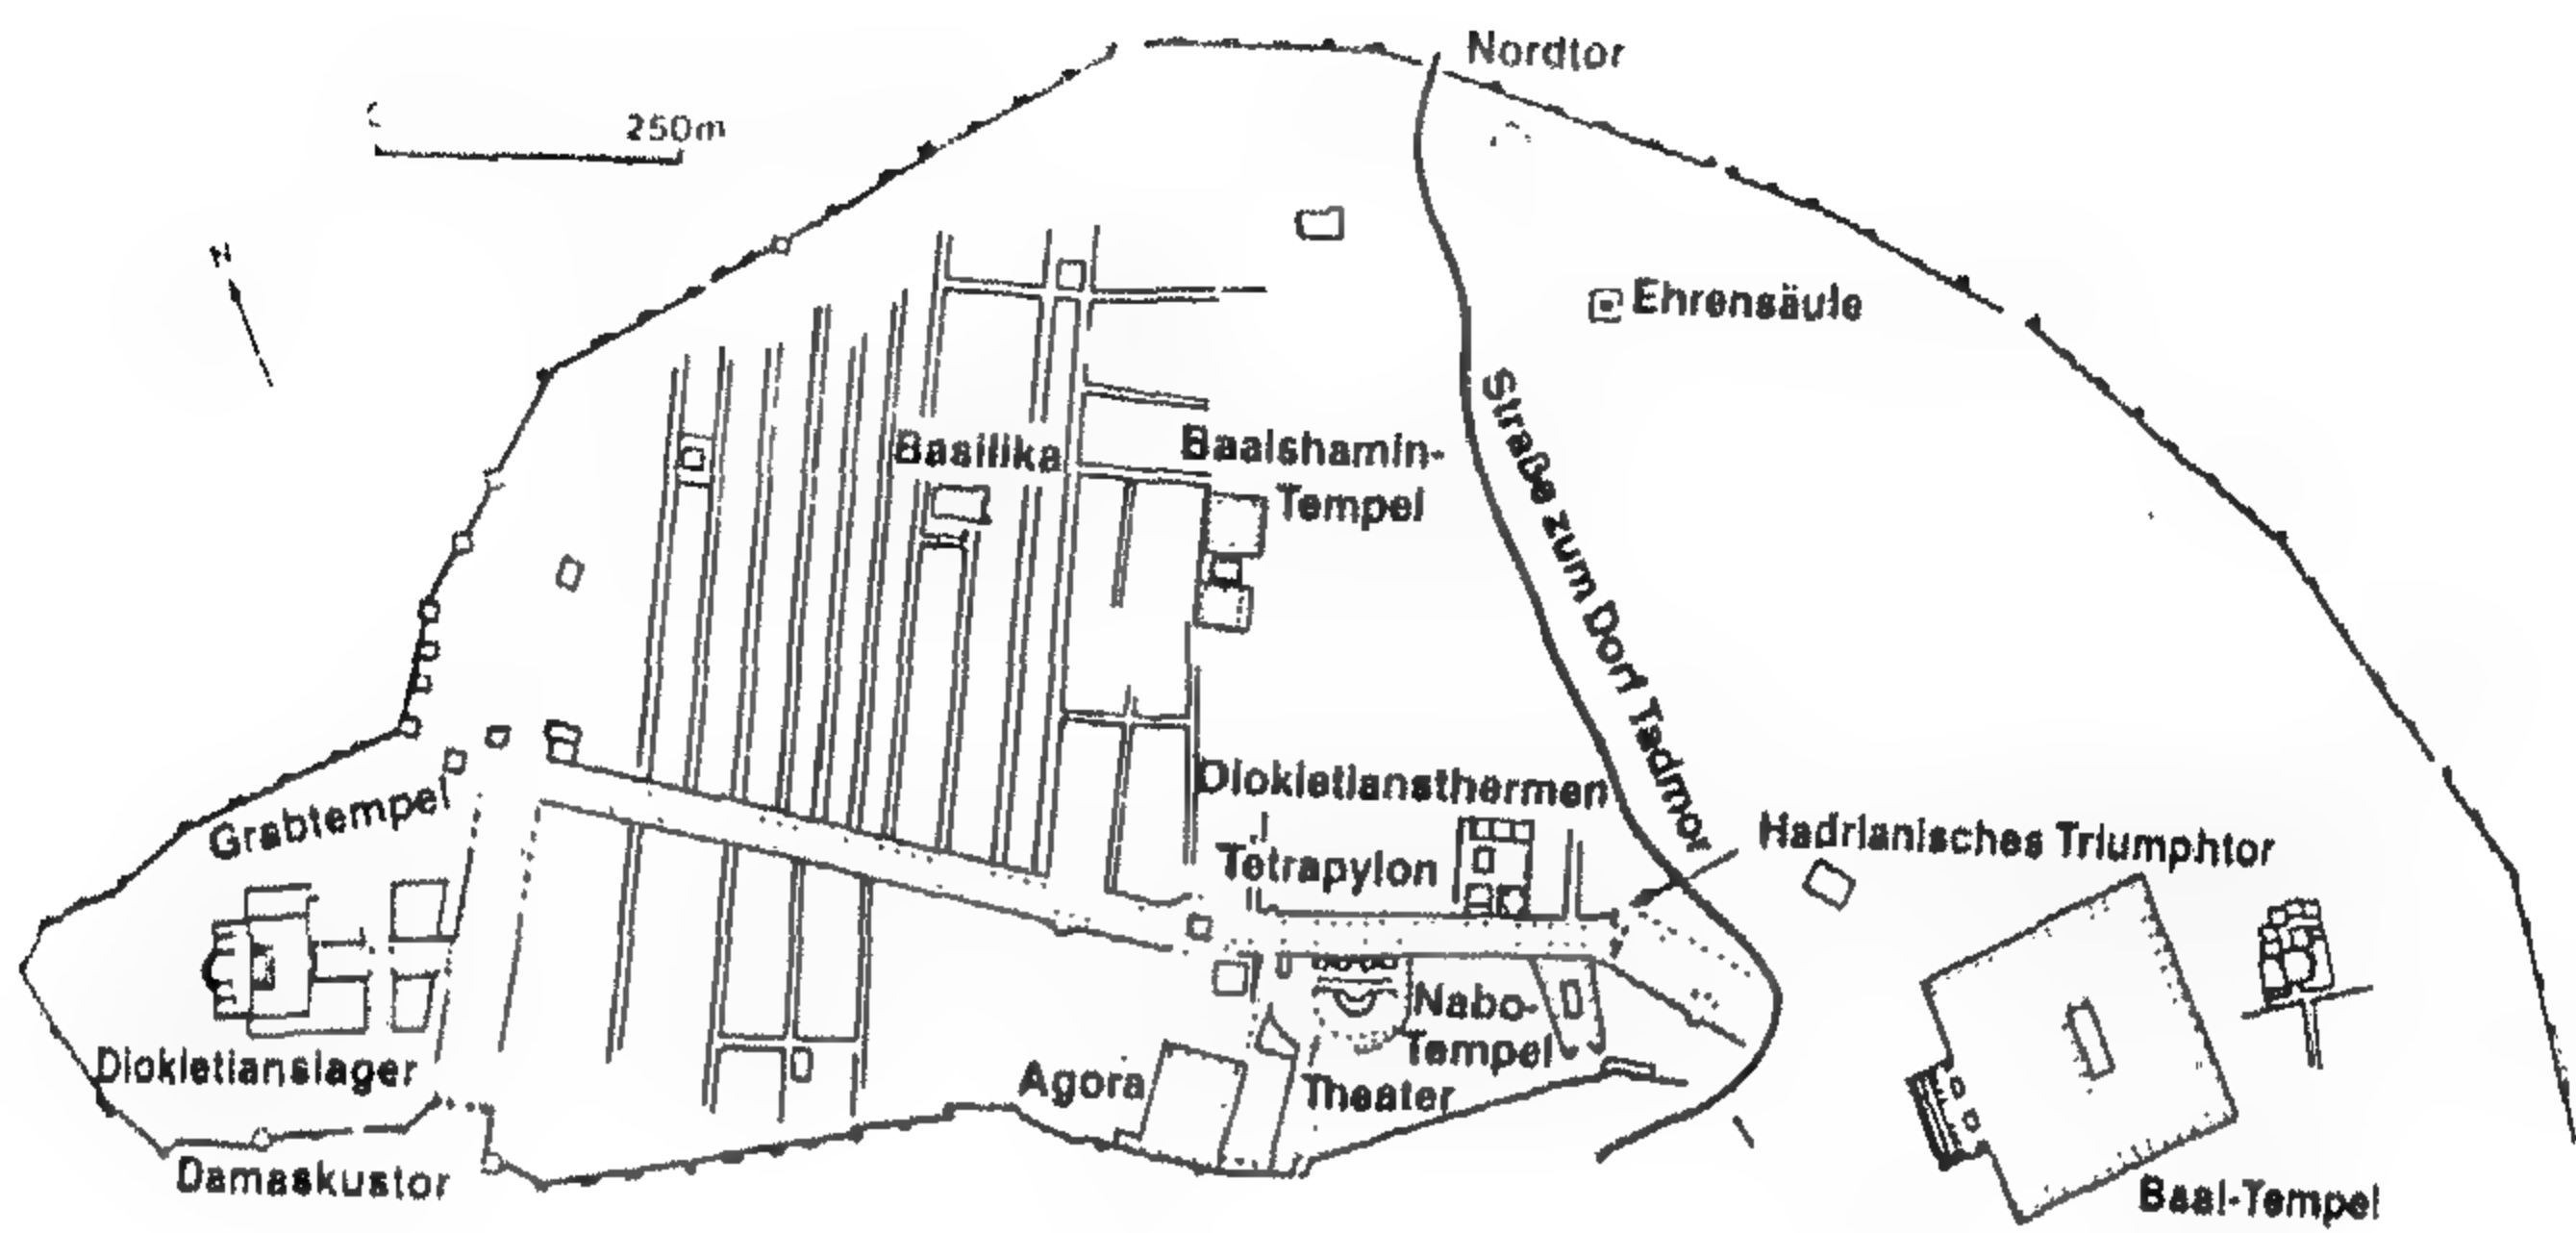 Nordtor
250m
N
Ehrensäule
Straße zum Dorf Tadmor
Basilika
Baalshamin-
Tempel
Diokletiansthermen
Grabtempel
Tetrapylon
Hadrianisches Triumphtor
Nabo-
Tempel
Diokletianslager
Agora
Theater
Damaskustor
Baal-Tempel